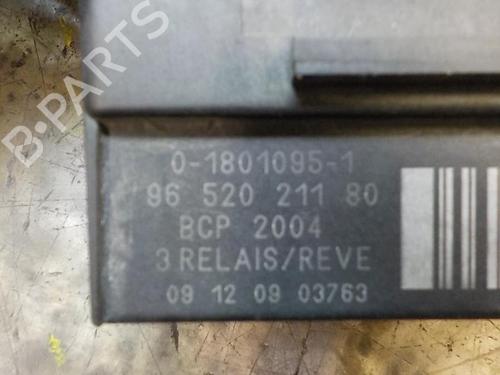 B-PARTS
0-1801095-1
96 520 211 80
BCP 2004
3 RELAIS/REVE
09 12 09 03763